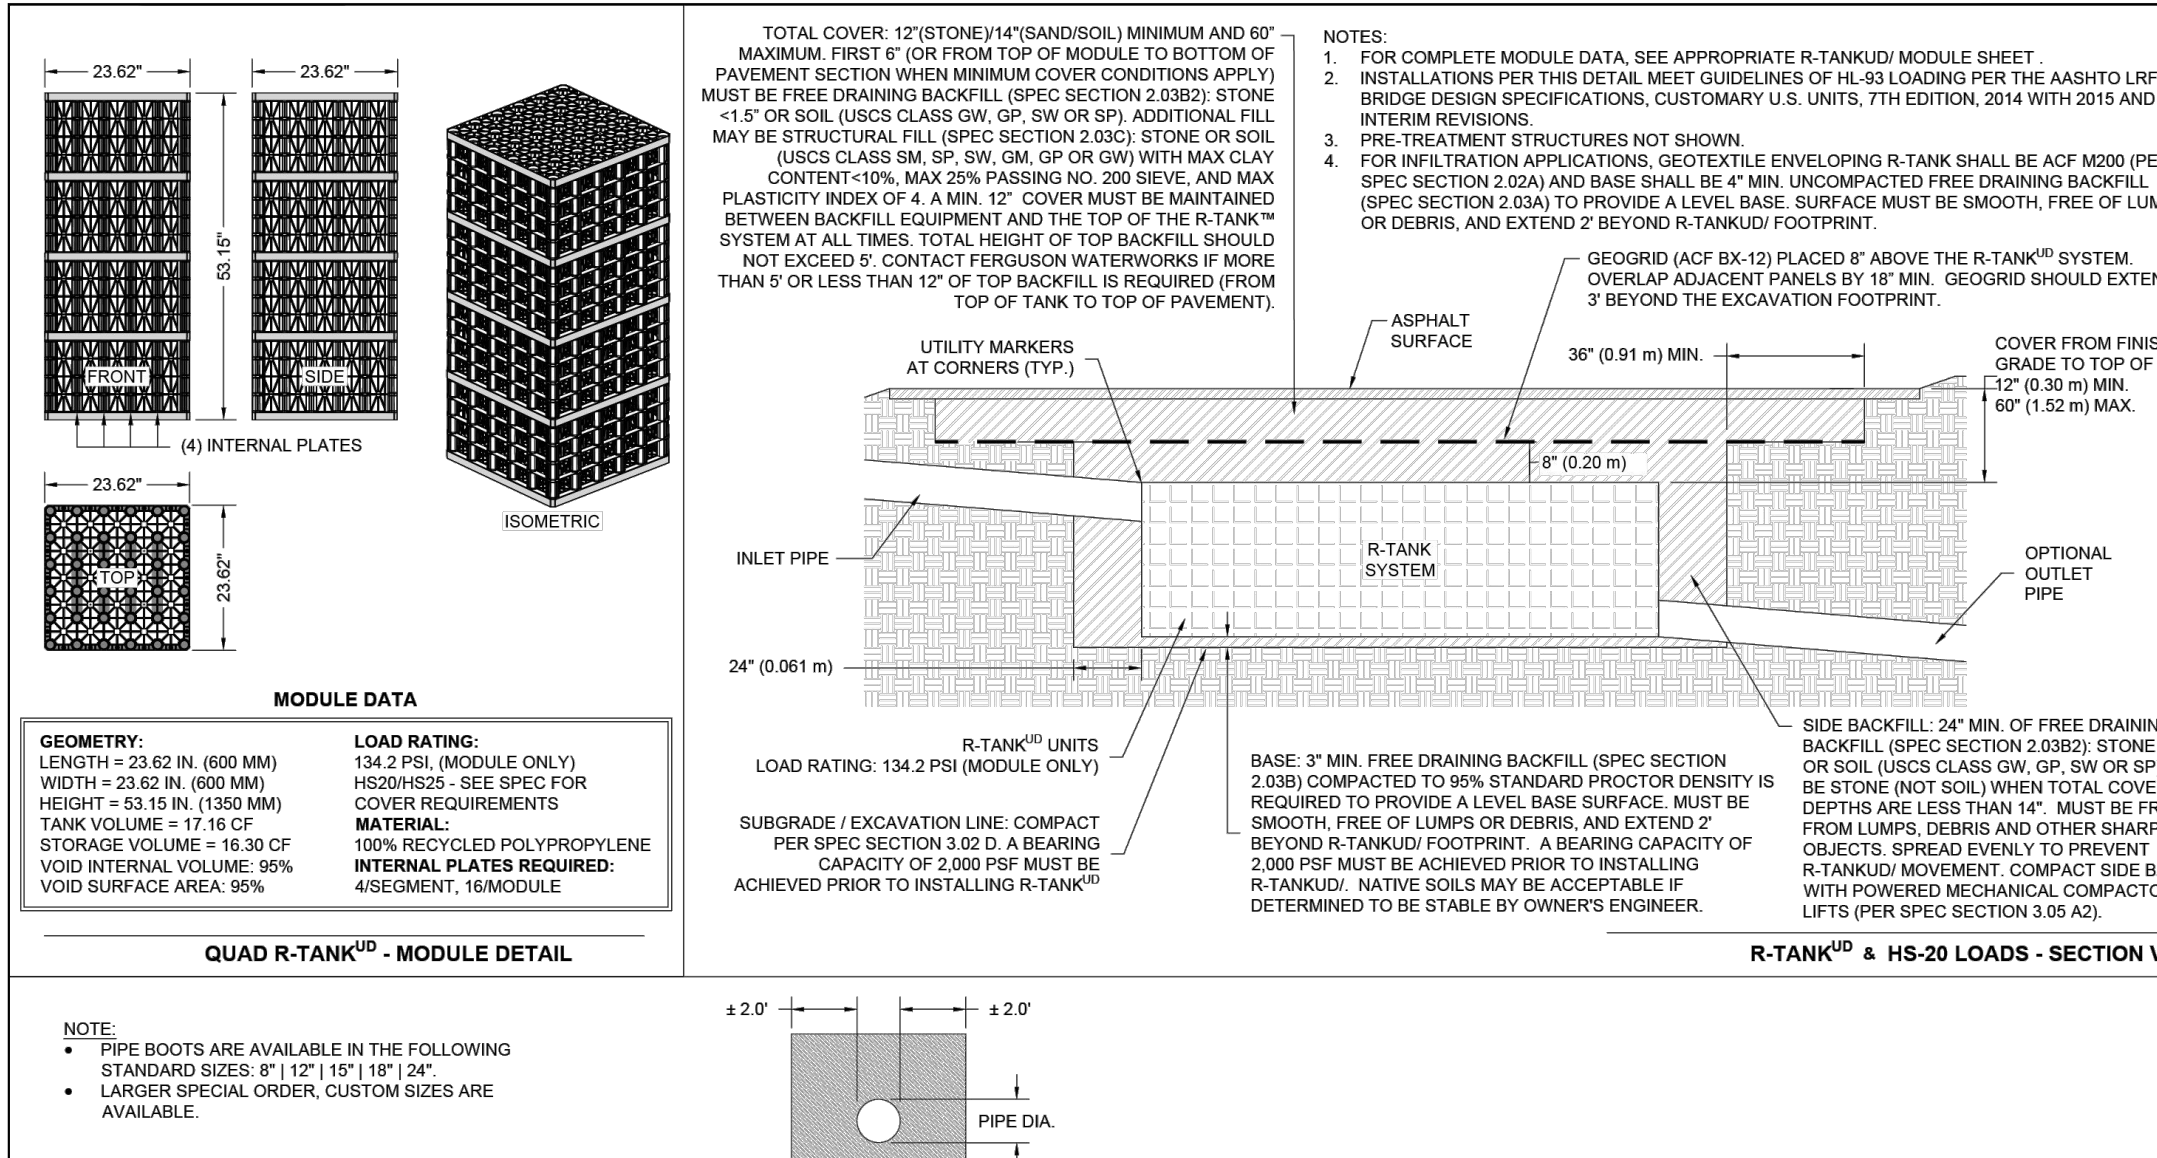 23.62"
23.62"
53.15"
FRONT
SIDE
(4) INTERNAL PLATES
23.62"
TOP
23.62"
ISOMETRIC
MODULE DATA
GEOMETRY:
LENGTH = 23.62 IN. (600 MM)
WIDTH = 23.62 IN. (600 MM)
HEIGHT = 53.15 IN. (1350 MM)
TANK VOLUME = 17.16 CF
STORAGE VOLUME = 16.30 CF
VOID INTERNAL VOLUME: 95%
VOID SURFACE AREA: 95%
LOAD RATING:
134.2 PSI, (MODULE ONLY)
HS20/HS25 - SEE SPEC FOR
COVER REQUIREMENTS
MATERIAL:
100% RECYCLED POLYPROPYLENE
INTERNAL PLATES REQUIRED:
4/SEGMENT, 16/MODULE
QUAD R-TANKUD - MODULE DETAIL
TOTAL COVER: 12"(STONE)/14"(SAND/SOIL) MINIMUM AND 60"
MAXIMUM. FIRST 6" (OR FROM TOP OF MODULE TO BOTTOM OF
PAVEMENT SECTION WHEN MINIMUM COVER CONDITIONS APPLY)
MUST BE FREE DRAINING BACKFILL (SPEC SECTION 2.03B2): STONE
<1.5" OR SOIL (USCS CLASS GW, GP, SW OR SP). ADDITIONAL FILL
MAY BE STRUCTURAL FILL (SPEC SECTION 2.03C): STONE OR SOIL
(USCS CLASS SM, SP, SW, GM, GP OR GW) WITH MAX CLAY
CONTENT<10%, MAX 25% PASSING NO. 200 SIEVE, AND MAX
PLASTICITY INDEX OF 4. A MIN. 12" COVER MUST BE MAINTAINED
BETWEEN BACKFILL EQUIPMENT AND THE TOP OF THE R-TANK™
SYSTEM AT ALL TIMES. TOTAL HEIGHT OF TOP BACKFILL SHOULD
NOT EXCEED 5'. CONTACT FERGUSON WATERWORKS IF MORE
THAN 5' OR LESS THAN 12" OF TOP BACKFILL IS REQUIRED (FROM
TOP OF TANK TO TOP OF PAVEMENT).
NOTES:
1. FOR COMPLETE MODULE DATA, SEE APPROPRIATE R-TANKUD/ MODULE SHEET .
2. INSTALLATIONS PER THIS DETAIL MEET GUIDELINES OF HL-93 LOADING PER THE AASHTO LRF
BRIDGE DESIGN SPECIFICATIONS, CUSTOMARY U.S. UNITS, 7TH EDITION, 2014 WITH 2015 AND
INTERIM REVISIONS.
3. PRE-TREATMENT STRUCTURES NOT SHOWN.
4. FOR INFILTRATION APPLICATIONS, GEOTEXTILE ENVELOPING R-TANK SHALL BE ACF M200 (PE
SPEC SECTION 2.02A) AND BASE SHALL BE 4" MIN. UNCOMPACTED FREE DRAINING BACKFILL
(SPEC SECTION 2.03A) TO PROVIDE A LEVEL BASE. SURFACE MUST BE SMOOTH, FREE OF LUM
OR DEBRIS, AND EXTEND 2' BEYOND R-TANKUD/ FOOTPRINT.
GEOGRID (ACF BX-12) PLACED 8" ABOVE THE R-TANKUD SYSTEM.
OVERLAP ADJACENT PANELS BY 18" MIN. GEOGRID SHOULD EXTEN
3' BEYOND THE EXCAVATION FOOTPRINT.
ASPHALT
SURFACE
UTILITY MARKERS
AT CORNERS (TYP.)
36" (0.91 m) MIN.
COVER FROM FINIS
GRADE TO TOP OF
12" (0.30 m) MIN.
60" (1.52 m) MAX.
8" (0.20 m)
INLET PIPE
R-TANK
SYSTEM
OPTIONAL
OUTLET
PIPE
24" (0.061 m)
R-TANKUD UNITS
LOAD RATING: 134.2 PSI (MODULE ONLY)
SUBGRADE / EXCAVATION LINE: COMPACT
PER SPEC SECTION 3.02 D. A BEARING
CAPACITY OF 2,000 PSF MUST BE
ACHIEVED PRIOR TO INSTALLING R-TANKUD
BASE: 3" MIN. FREE DRAINING BACKFILL (SPEC SECTION
2.03B) COMPACTED TO 95% STANDARD PROCTOR DENSITY IS
REQUIRED TO PROVIDE A LEVEL BASE SURFACE. MUST BE
SMOOTH, FREE OF LUMPS OR DEBRIS, AND EXTEND 2'
BEYOND R-TANKUD/ FOOTPRINT. A BEARING CAPACITY OF
2,000 PSF MUST BE ACHIEVED PRIOR TO INSTALLING
R-TANKUD/. NATIVE SOILS MAY BE ACCEPTABLE IF
DETERMINED TO BE STABLE BY OWNER'S ENGINEER.
SIDE BACKFILL: 24" MIN. OF FREE DRAININ
BACKFILL (SPEC SECTION 2.03B2): STONE
OR SOIL (USCS CLASS GW, GP, SW OR SP
BE STONE (NOT SOIL) WHEN TOTAL COVE
DEPTHS ARE LESS THAN 14". MUST BE FR
FROM LUMPS, DEBRIS AND OTHER SHARP
OBJECTS. SPREAD EVENLY TO PREVENT
R-TANKUD/ MOVEMENT. COMPACT SIDE B
WITH POWERED MECHANICAL COMPACTO
LIFTS (PER SPEC SECTION 3.05 A2).
R-TANKUD & HS-20 LOADS - SECTION V
NOTE:
• PIPE BOOTS ARE AVAILABLE IN THE FOLLOWING
STANDARD SIZES: 8" | 12" | 15" | 18" | 24".
• LARGER SPECIAL ORDER, CUSTOM SIZES ARE
AVAILABLE.
± 2.0'
± 2.0'
PIPE DIA.